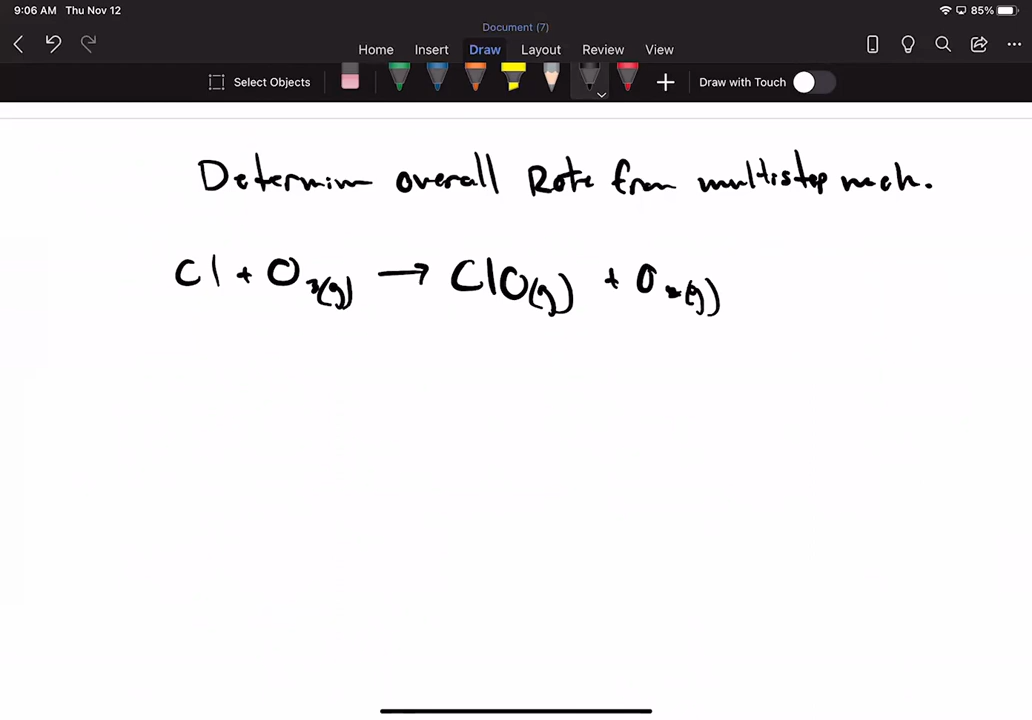 9:06 AM Thu Nov 12 85%
Document (7)
Home Insert Draw Layout Review View
Select Objects Draw with Touch
Determine overall Rate from multistep mech.
Cl + O₃(g) → ClO(g) + O₂(g)